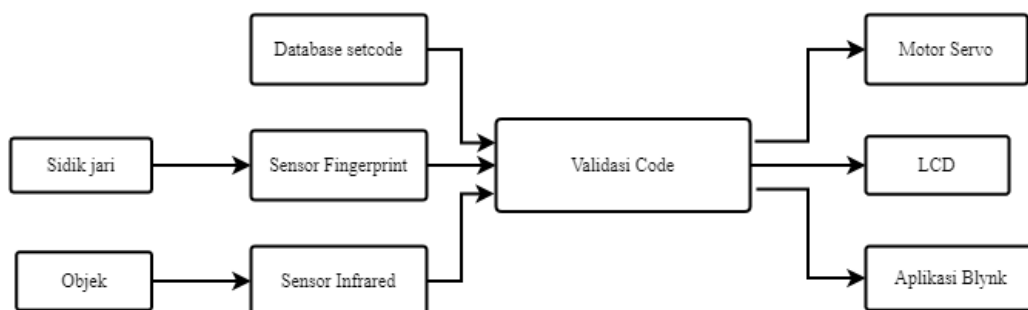 Database setcode
Motor Servo
Sidik jari
Sensor Fingerprint
Validasi Code
LCD
Objek
Sensor Infrared
Aplikasi Blynk